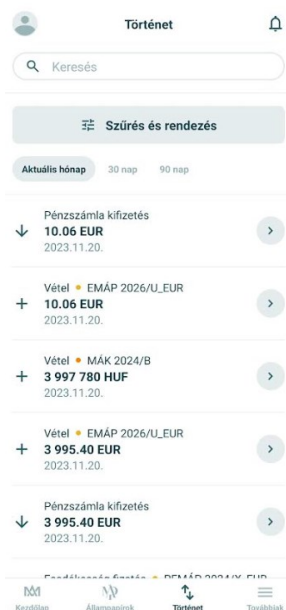 Történet
Keresés
Szűrés és rendezés
Aktuális hónap 30 nap 90 nap
Pénzszámla kifizetés
10.06 EUR
2023.11.20.
Vétel • EMÁP 2026/U_EUR
10.06 EUR
2023.11.20.
Vétel • MÁK 2024/B
3 997 780 HUF
2023.11.20.
Vétel • EMÁP 2026/U_EUR
3 995.40 EUR
2023.11.20.
Pénzszámla kifizetés
3 995.40 EUR
2023.11.20.
Kezdőlap Állampapírok Történet Továbbiak